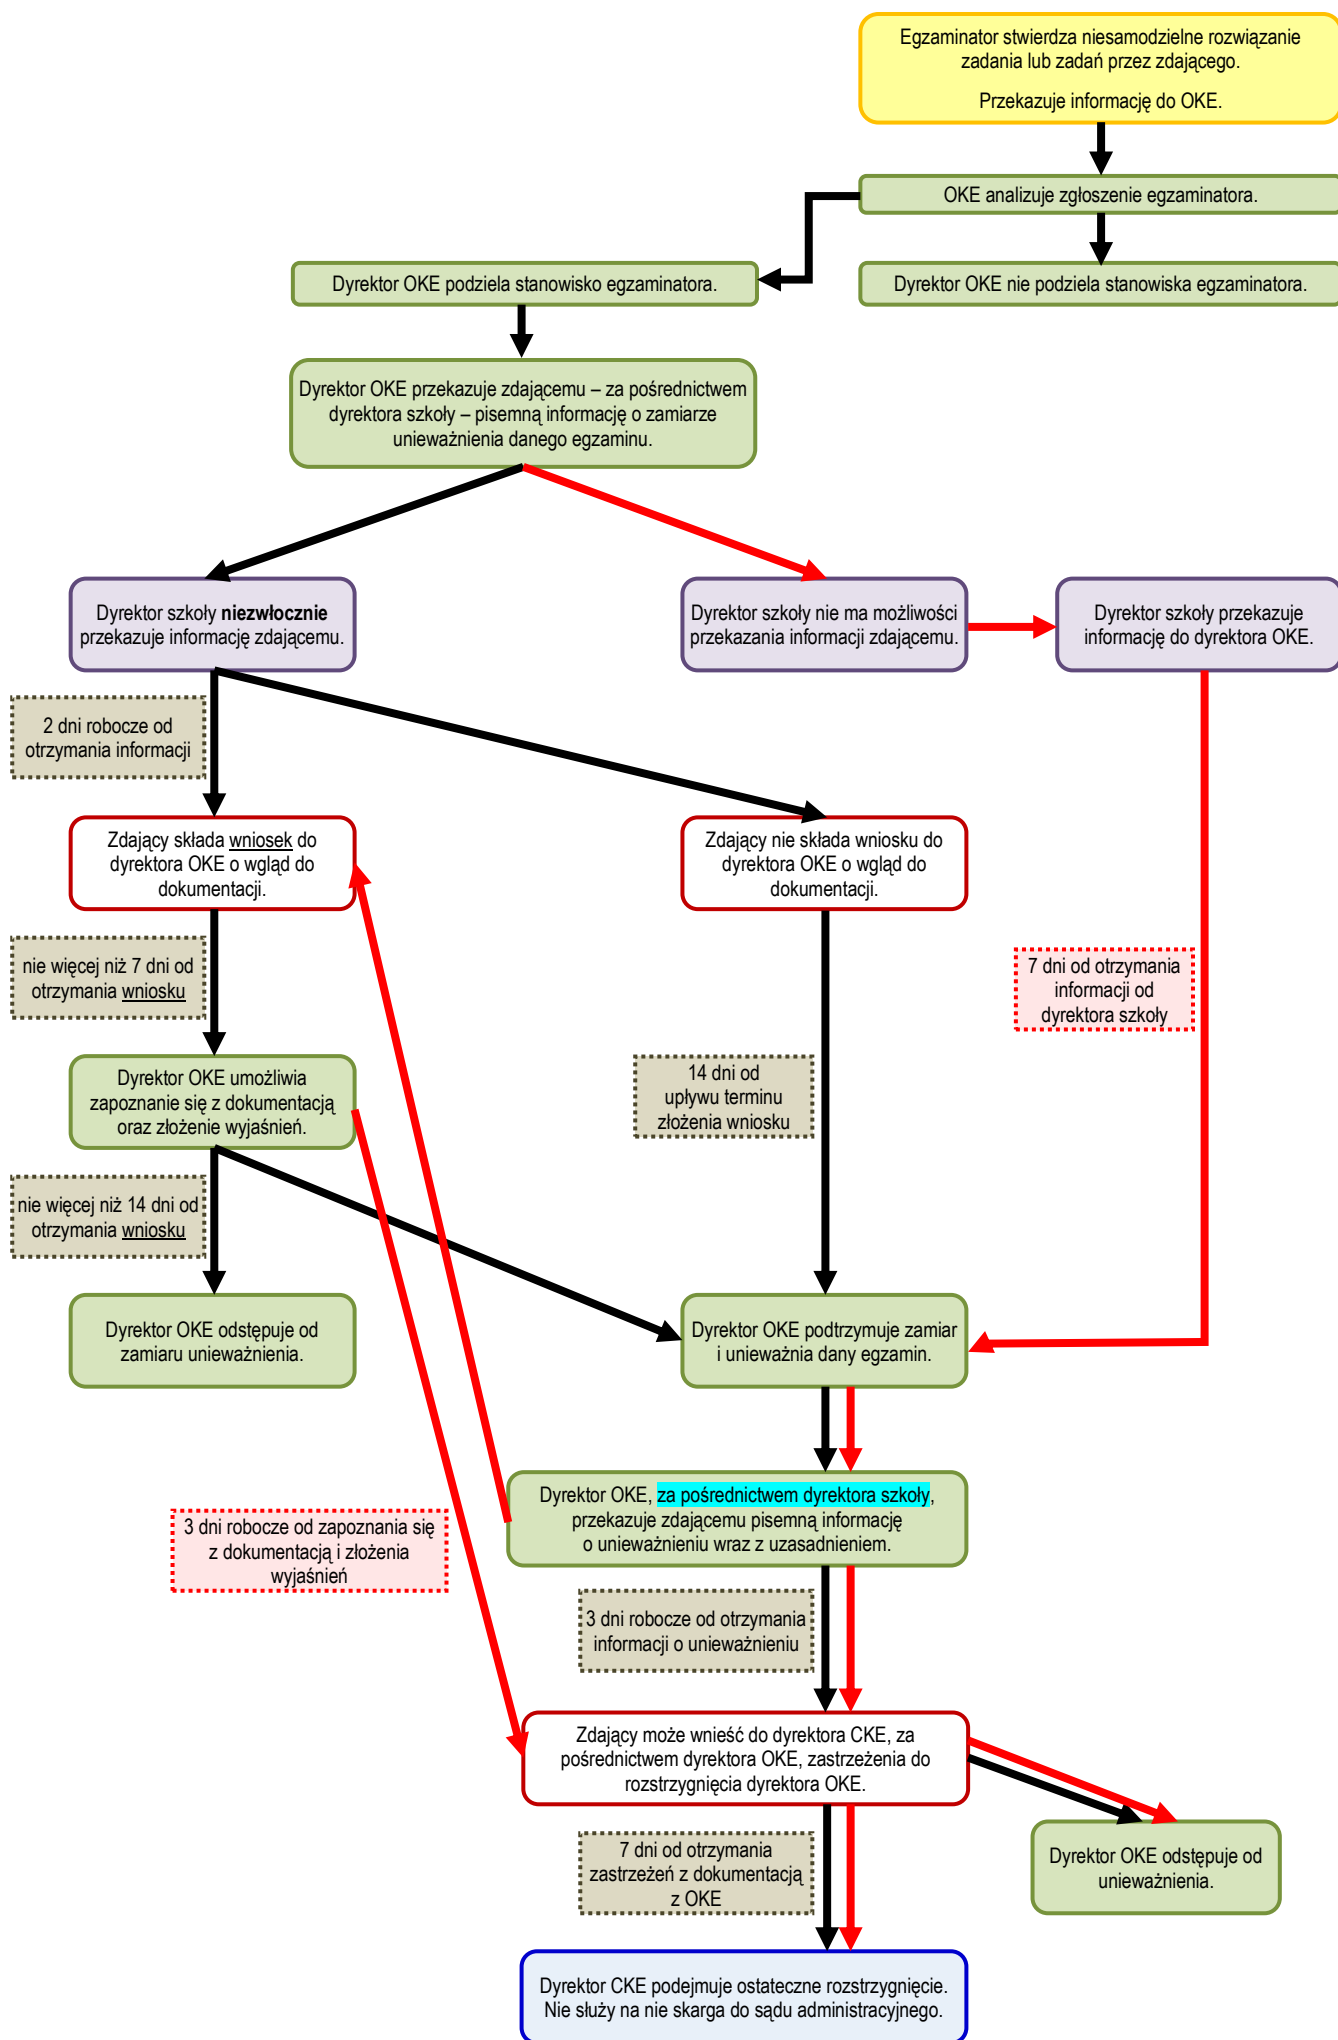 Egzaminator stwierdza niesamodzielne rozwiązanie
zadania lub zadań przez zdającego.
Przekazuje informację do OKE.
OKE analizuje zgłoszenie egzaminatora.
Dyrektor OKE podziela stanowisko egzaminatora.
Dyrektor OKE nie podziela stanowiska egzaminatora.
Dyrektor OKE przekazuje zdającemu – za pośrednictwem
dyrektora szkoły – pisemną informację o zamiarze
unieważnienia danego egzaminu.
Dyrektor szkoły niezwłocznie
przekazuje informację zdającemu.
Dyrektor szkoły nie ma możliwości
przekazania informacji zdającemu.
Dyrektor szkoły przekazuje
informację do dyrektora OKE.
2 dni robocze od
otrzymania informacji
Zdający składa wniosek do
dyrektora OKE o wgląd do
dokumentacji.
Zdający nie składa wniosku do
dyrektora OKE o wgląd do
dokumentacji.
nie więcej niż 7 dni od
otrzymania wniosku
7 dni od otrzymania
informacji od
dyrektora szkoły
Dyrektor OKE umożliwia
zapoznanie się z dokumentacją
oraz złożenie wyjaśnień.
14 dni od
upływu terminu
złożenia wniosku
nie więcej niż 14 dni od
otrzymania wniosku
Dyrektor OKE odstępuje od
zamiaru unieważnienia.
Dyrektor OKE podtrzymuje zamiar
i unieważnia dany egzamin.
Dyrektor OKE, za pośrednictwem dyrektora szkoły,
przekazuje zdającemu pisemną informację
o unieważnieniu wraz z uzasadnieniem.
3 dni robocze od zapoznania się
z dokumentacją i złożenia
wyjaśnień
3 dni robocze od otrzymania
informacji o unieważnieniu
Zdający może wnieść do dyrektora CKE, za
pośrednictwem dyrektora OKE, zastrzeżenia do
rozstrzygnięcia dyrektora OKE.
7 dni od otrzymania
zastrzeżeń z dokumentacją
z OKE
Dyrektor OKE odstępuje od
unieważnienia.
Dyrektor CKE podejmuje ostateczne rozstrzygnięcie.
Nie służy na nie skarga do sądu administracyjnego.